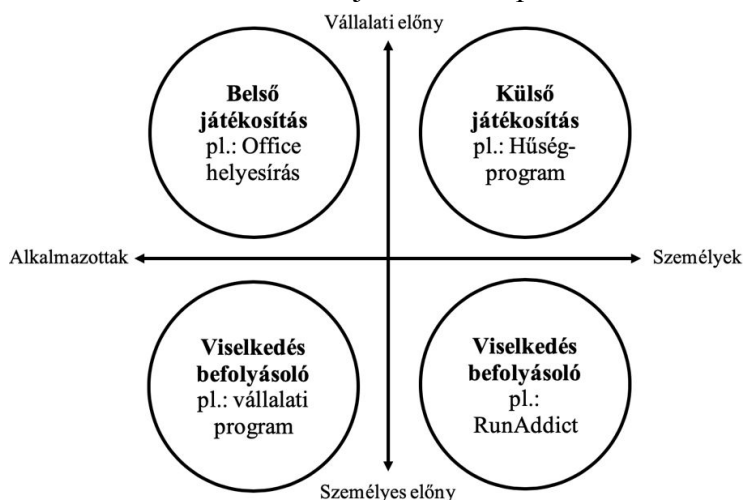 Vállalati előny
Belső
játékosítás
pl.: Office
helyesírás
Külső
játékosítás
pl.: Hűség-
program
Alkalmazottak
Személyek
Viselkedés
befolyásoló
pl.: vállalati
program
Viselkedés
befolyásoló
pl.:
RunAddict
Személyes előny